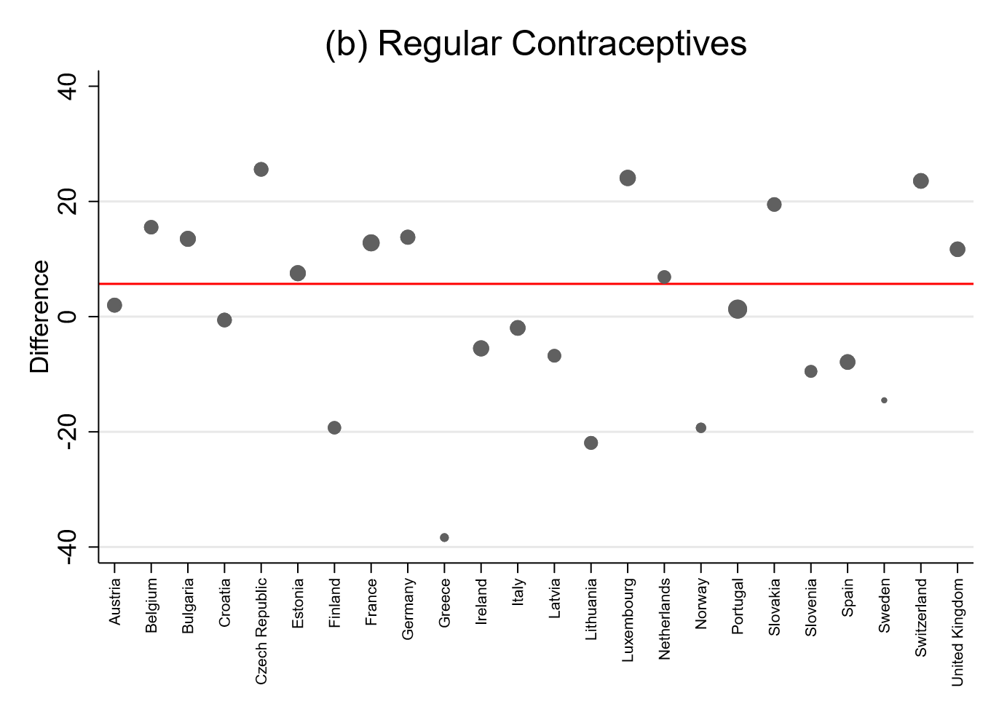 (b) Regular Contraceptives
Difference
40
20
0
-20
-40
Austria
Belgium
Bulgaria
Croatia
Czech Republic
Estonia
Finland
France
Germany
Greece
Ireland
Italy
Latvia
Lithuania
Luxembourg
Netherlands
Norway
Portugal
Slovakia
Slovenia
Spain
Sweden
Switzerland
United Kingdom